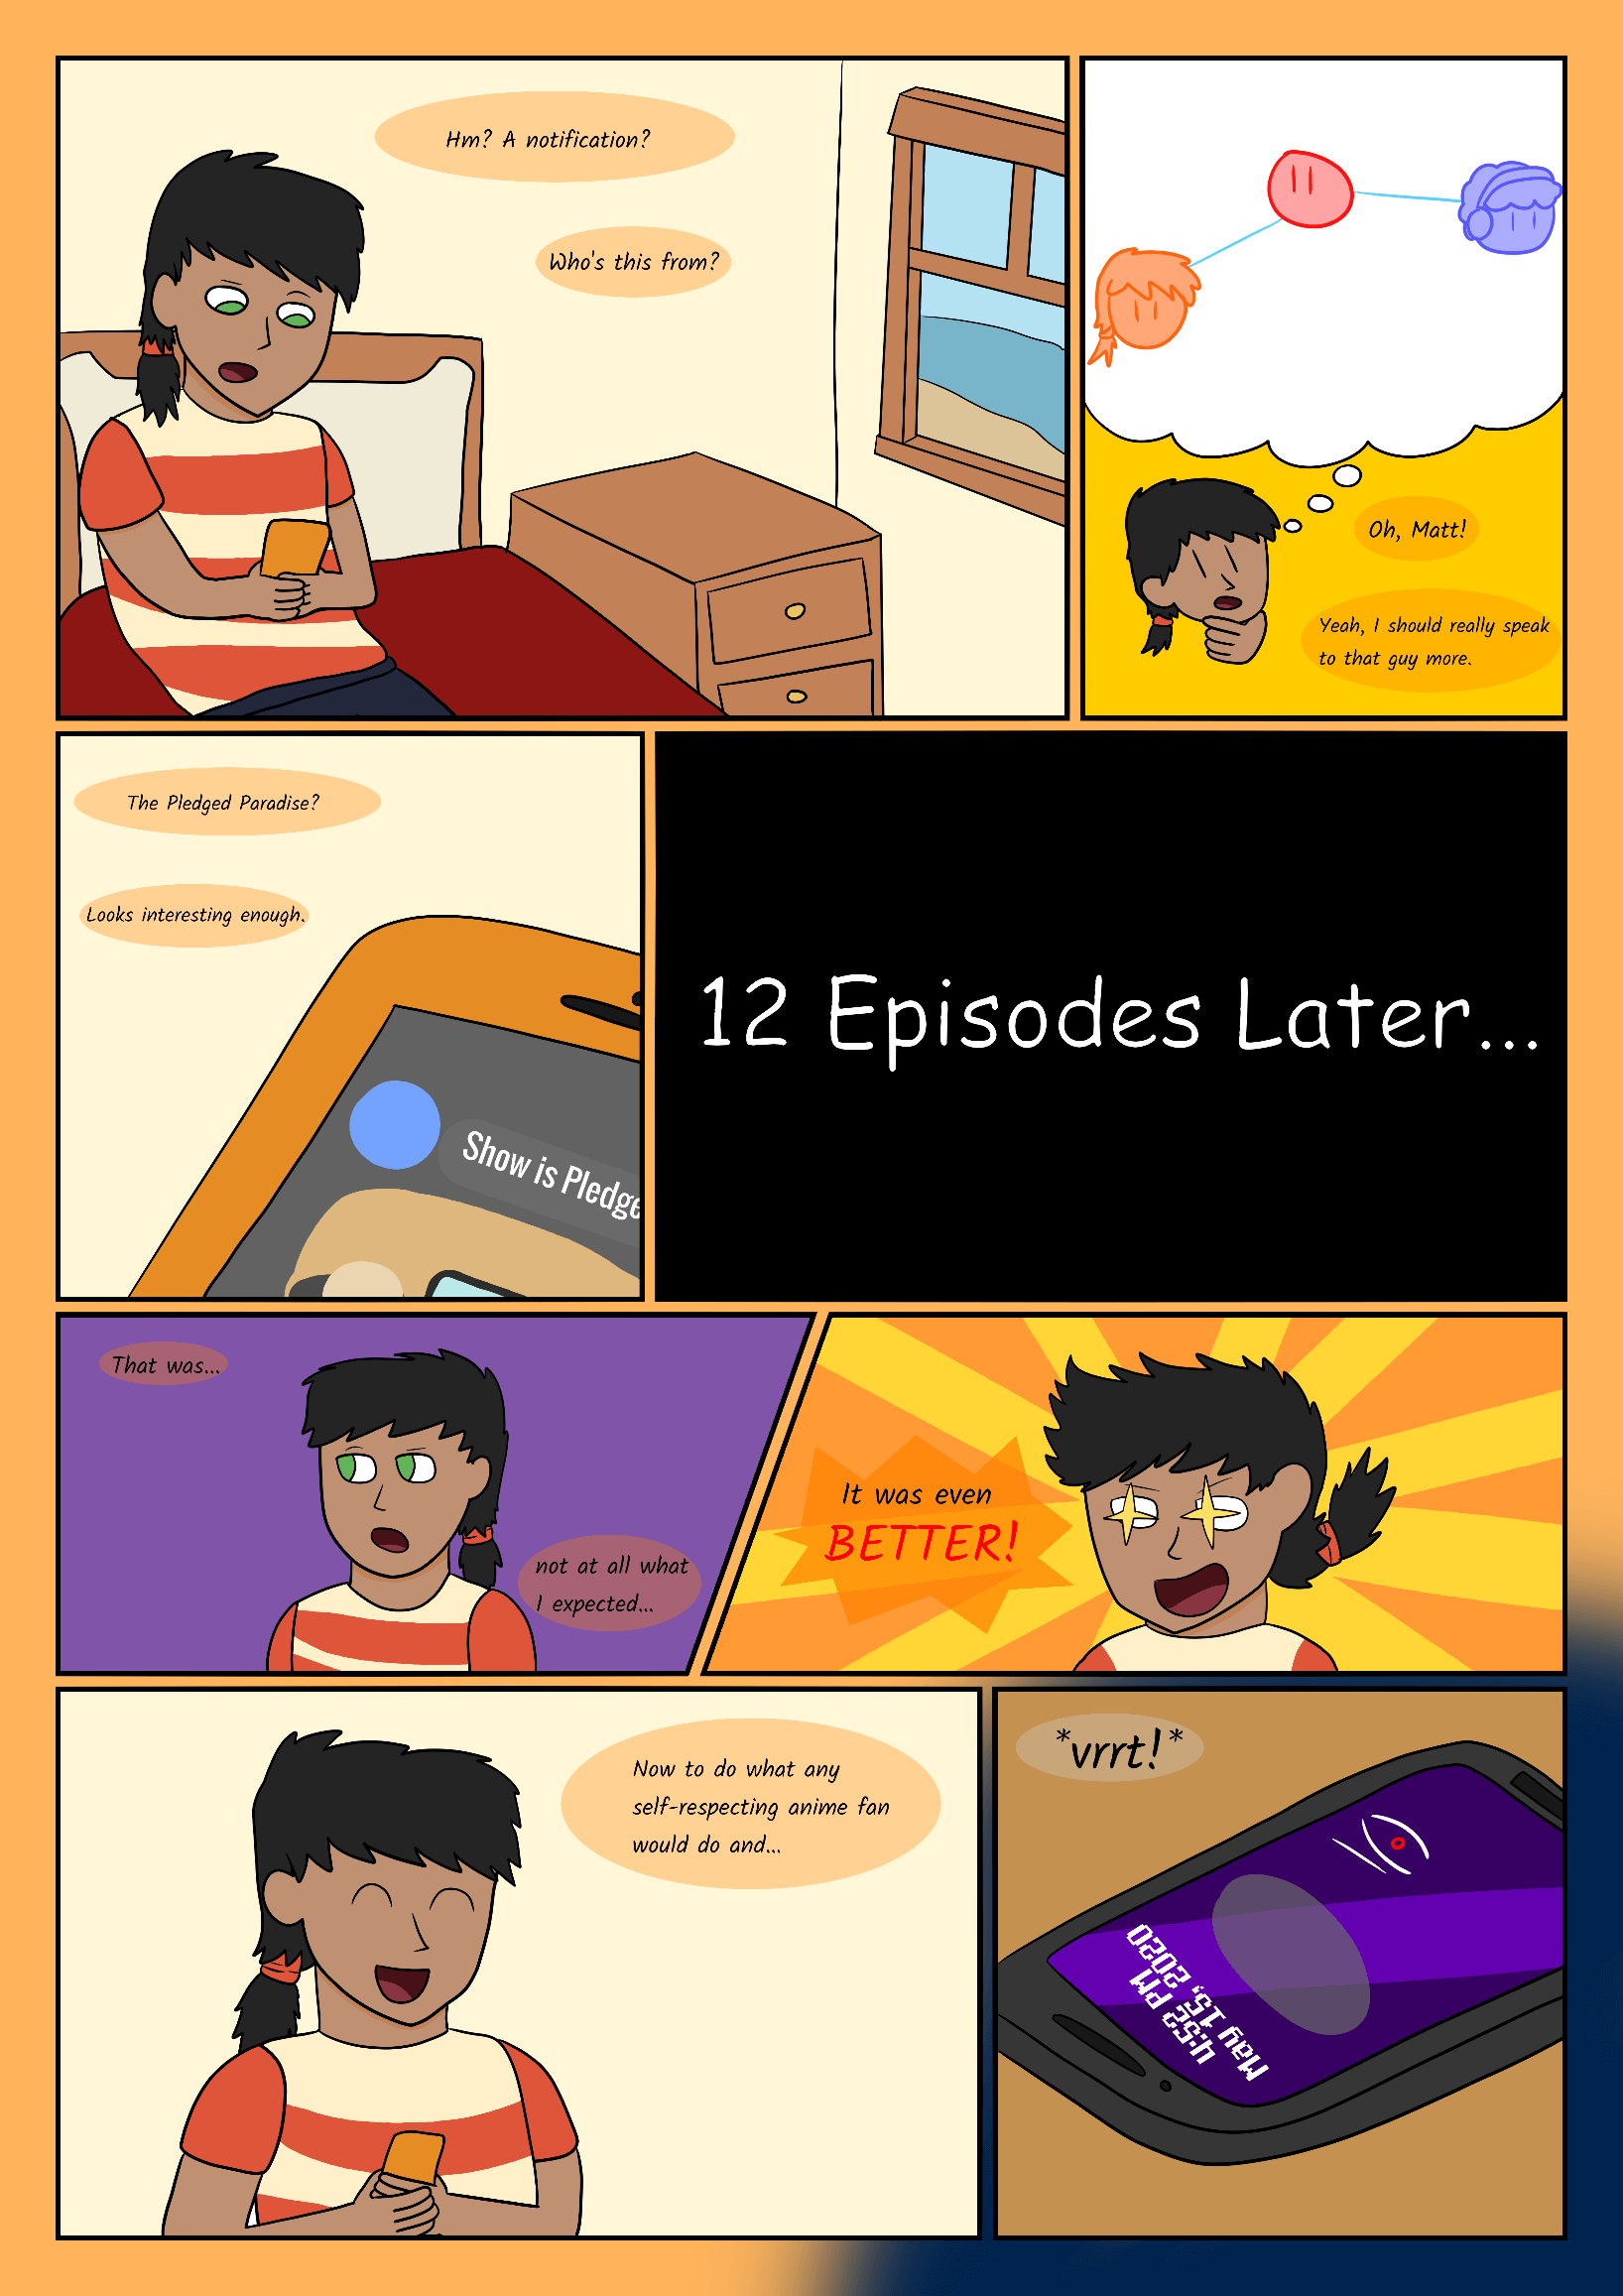 Hm? A notification?
Who's this from?
Oh, Matt!
Yeah, I should really speak
to that guy more.
The Pledged Paradise?
Looks interesting enough.
Show is Pledge
12 Episodes Later...
That was...
not at all what
I expected...
It was even
BETTER!
Now to do what any
self-respecting anime fan
would do and...
*vrrt!*
4:52 PM
May 15, 2020